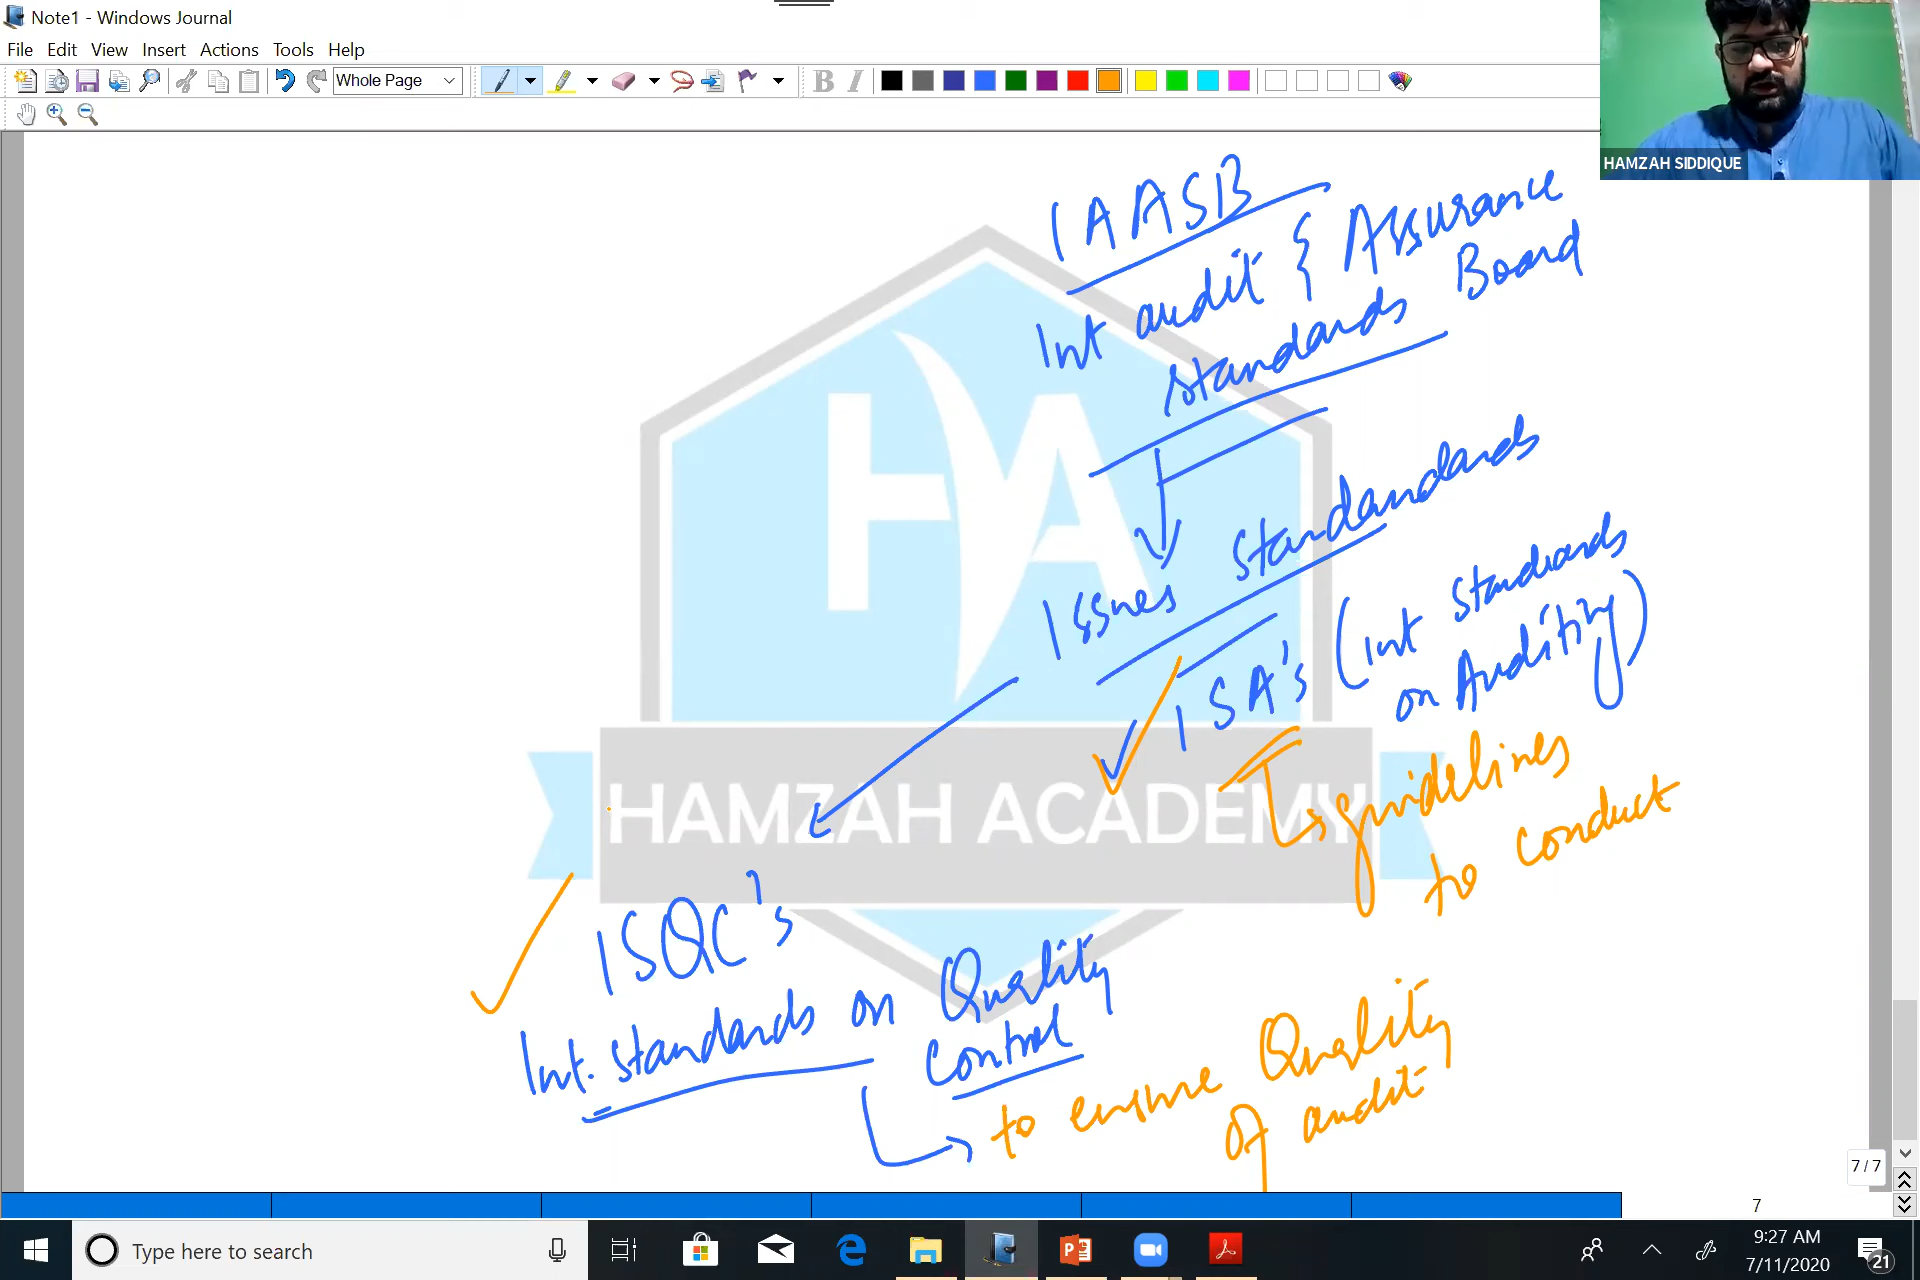 Note1 - Windows Journal
File Edit View Insert Actions Tools Help
Whole Page
B I
HAMZAH SIDDIQUE
IAASB
Int audit & Assurance
standards Board
Issues standandards
ISA's (Int Standards
on Auditing)
guidelines
to conduct
HA
HAMZAH ACADEMY
ISQC's
Int. standards on Quality
Control
to ensure Quality
of audit
7 / 7
7
Type here to search
9:27 AM
7/11/2020
21